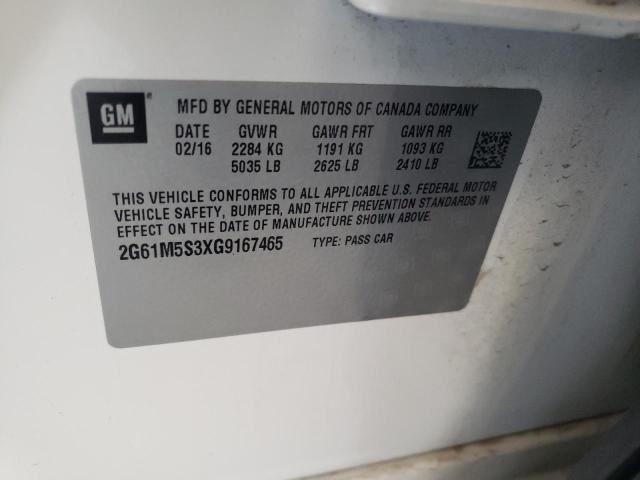 GM
MFD BY GENERAL MOTORS OF CANADA COMPANY
DATE GVWR GAWR FRT GAWR RR
02/16 2284 KG 1191 KG 1093 KG
5035 LB 2625 LB 2410 LB
THIS VEHICLE CONFORMS TO ALL APPLICABLE U.S. FEDERAL MOTOR
VEHICLE SAFETY, BUMPER, AND THEFT PREVENTION STANDARDS IN
EFFECT ON THE DATE OF MANUFACTURE SHOWN ABOVE.
2G61M5S3XG9167465 TYPE: PASS CAR